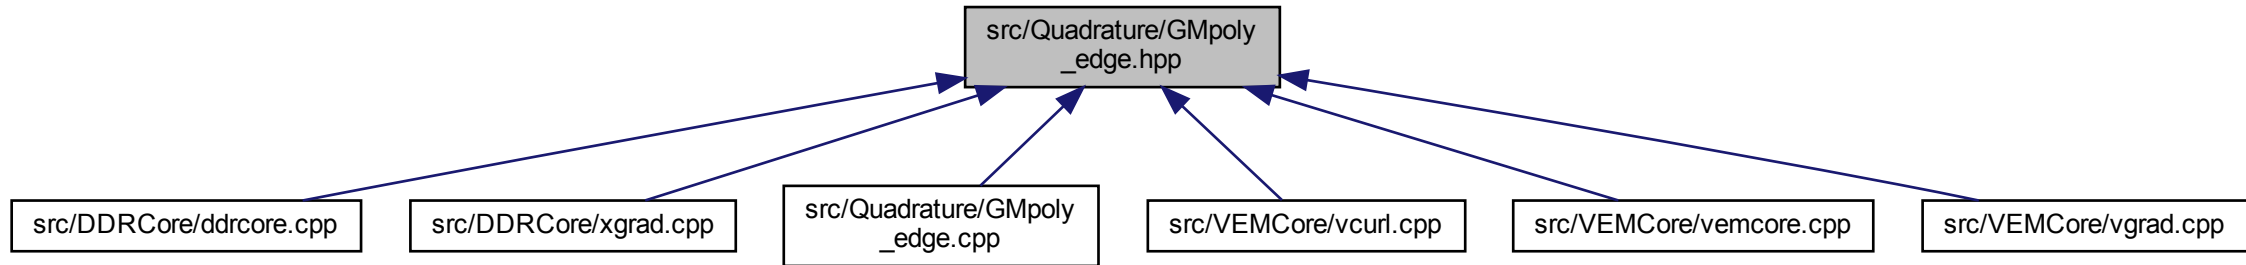 src/Quadrature/GMpoly
_edge.hpp
src/DDRCore/ddrcore.cpp
src/DDRCore/xgrad.cpp
src/Quadrature/GMpoly
_edge.cpp
src/VEMCore/vcurl.cpp
src/VEMCore/vemcore.cpp
src/VEMCore/vgrad.cpp